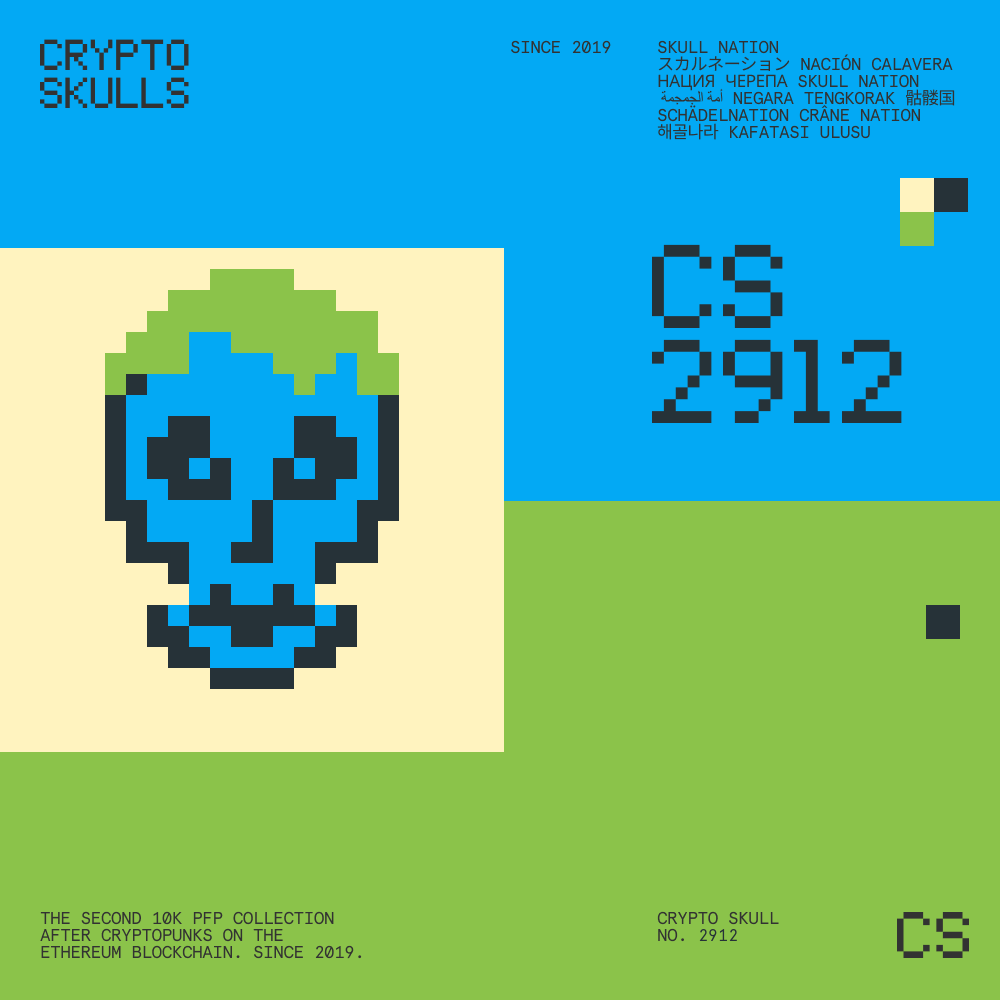 CRYPTO
SKULLS
SINCE 2019
SKULL NATION
スカルネーション NACIÓN CALAVERA
НАЦИЯ ЧЕРЕПА SKULL NATION
أمة الجمجمة NEGARA TENGKORAK 骷髅国
SCHÄDELNATION CRÂNE NATION
해골나라 KAFATASI ULUSU
CS
2912
THE SECOND 10K PFP COLLECTION
AFTER CRYPTOPUNKS ON THE
ETHEREUM BLOCKCHAIN. SINCE 2019.
CRYPTO SKULL
NO. 2912
CS